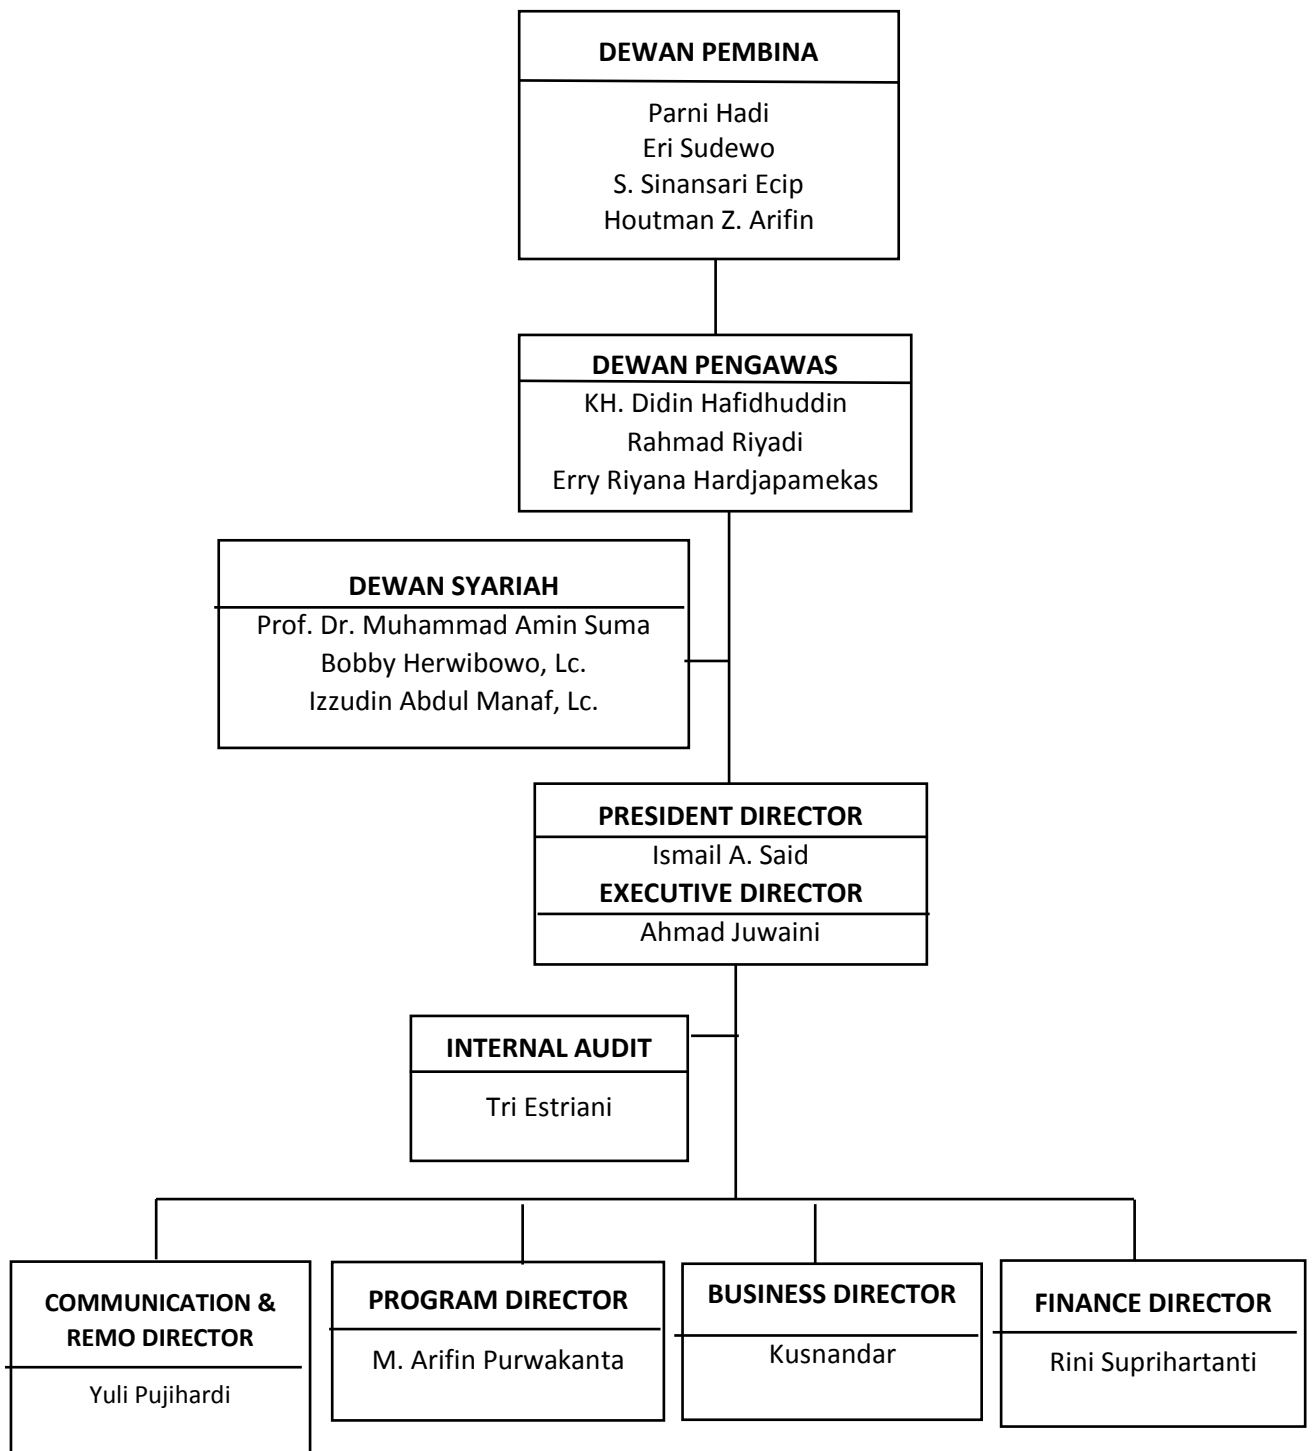 DEWAN PEMBINA
Parni Hadi
Eri Sudewo
S. Sinansari Ecip
Houtman Z. Arifin
DEWAN PENGAWAS
KH. Didin Hafidhuddin
Rahmad Riyadi
Erry Riyana Hardjapamekas
DEWAN SYARIAH
Prof. Dr. Muhammad Amin Suma
Bobby Herwibowo, Lc.
Izzudin Abdul Manaf, Lc.
PRESIDENT DIRECTOR
Ismail A. Said
EXECUTIVE DIRECTOR
Ahmad Juwaini
INTERNAL AUDIT
Tri Estriani
COMMUNICATION &
REMO DIRECTOR
Yuli Pujihardi
PROGRAM DIRECTOR
M. Arifin Purwakanta
BUSINESS DIRECTOR
Kusnandar
FINANCE DIRECTOR
Rini Suprihartanti